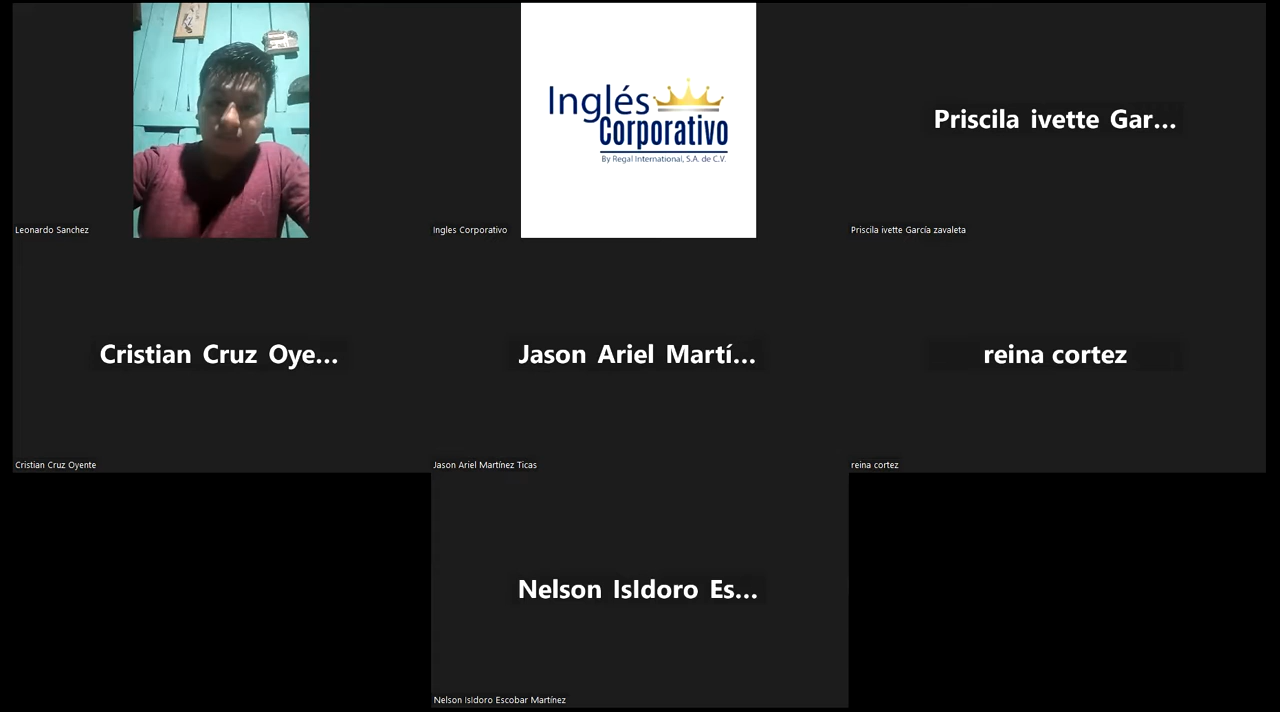 Leonardo Sanchez
Inglés
Corporativo
By Regal International, S.A. de C.V.
Ingles Corporativo
Priscila ivette Gar...
Priscila ivette García zavaleta
Cristian Cruz Oye...
Cristian Cruz Oyente
Jason Ariel Martí...
Jason Ariel Martínez Ticas
reina cortez
reina cortez
Nelson IsIdoro Es...
Nelson IsIdoro Escobar Martínez